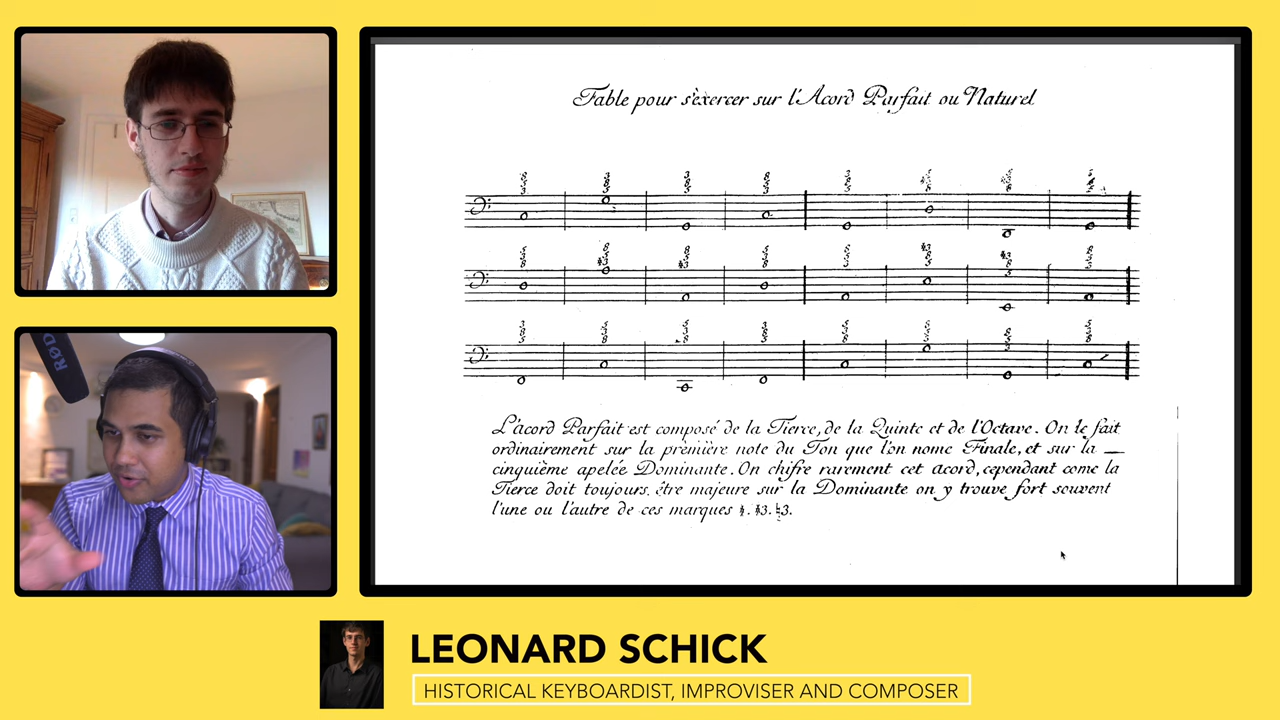 RØD
Table pour s'exercer sur l'Acord Parfait ou Naturel
L'acord Parfait est composé de la Tierce, de la Quinte et de l'Octave. On le fait
ordinairement sur la première note du Ton que l'on nome Finale, et sur la
cinquième apelée Dominante. On chifre rarement cet acord, cependant come la
Tierce doit toujours être majeure sur la Dominante on y trouve fort souvent
l'une ou l'autre de ces marques ♯. ♯3. ♮3.
LEONARD SCHICK
HISTORICAL KEYBOARDIST, IMPROVISER AND COMPOSER